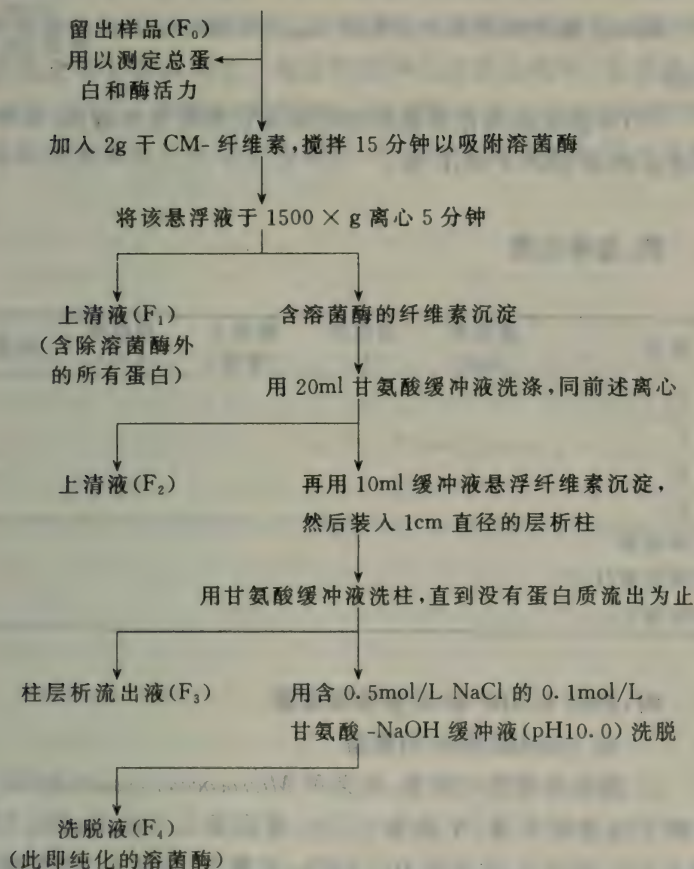 留出样品(F₀)
用以测定总蛋
白和酶活力
加入 2g 干 CM- 纤维素,搅拌 15 分钟以吸附溶菌酶
将该悬浮液于 1500 × g 离心 5 分钟
上清液(F₁)
(含除溶菌酶外
的所有蛋白)
含溶菌酶的纤维素沉淀
用 20ml 甘氨酸缓冲液洗涤,同前述离心
上清液(F₂)
再用 10ml 缓冲液悬浮纤维素沉淀,
然后装入 1cm 直径的层析柱
用甘氨酸缓冲液洗柱,直到没有蛋白质流出为止
柱层析流出液(F₃)
用含 0.5mol/L NaCl 的 0.1mol/L
甘氨酸 -NaOH 缓冲液(pH10.0)洗脱
洗脱液(F₄)
(此即纯化的溶菌酶)